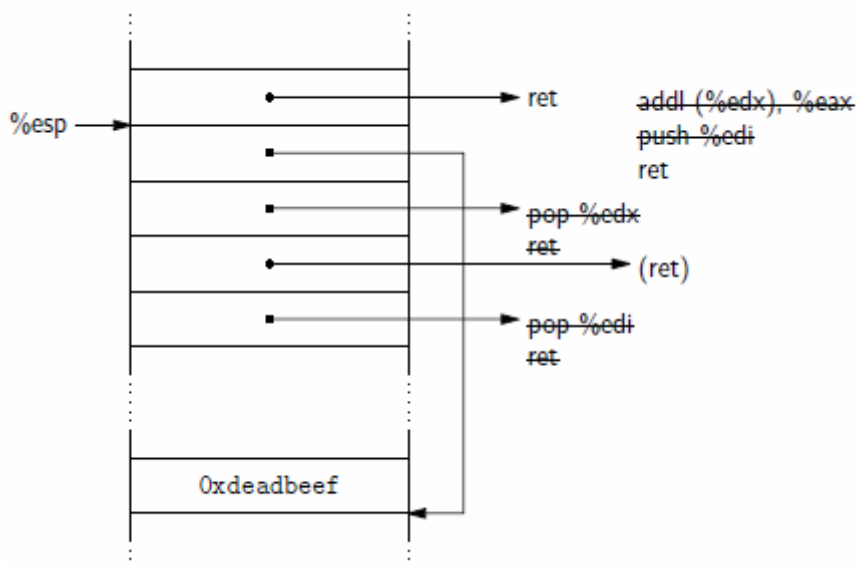 ret
addl (%edx), %eax
%esp
push %edi
ret
pop %edx
ret
(ret)
pop %edi
ret
0xdeadbeef